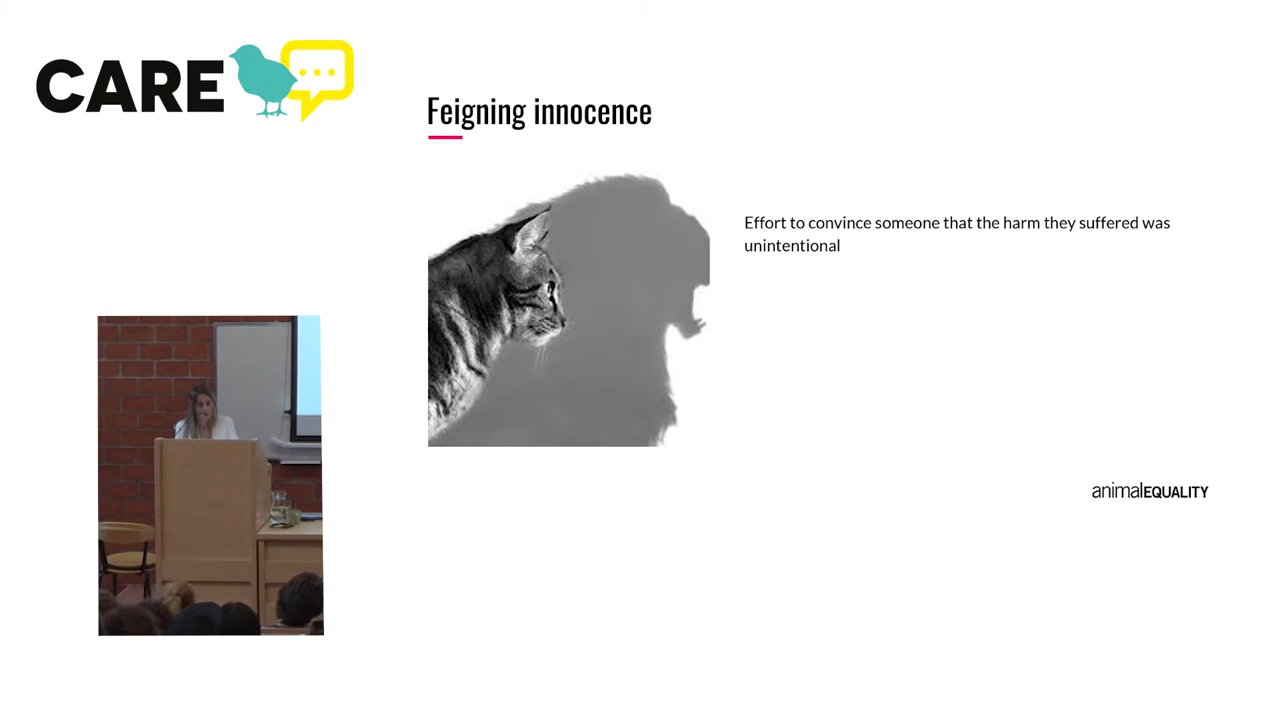 CARE
Feigning innocence
Effort to convince someone that the harm they suffered was
unintentional
animalEQUALITY